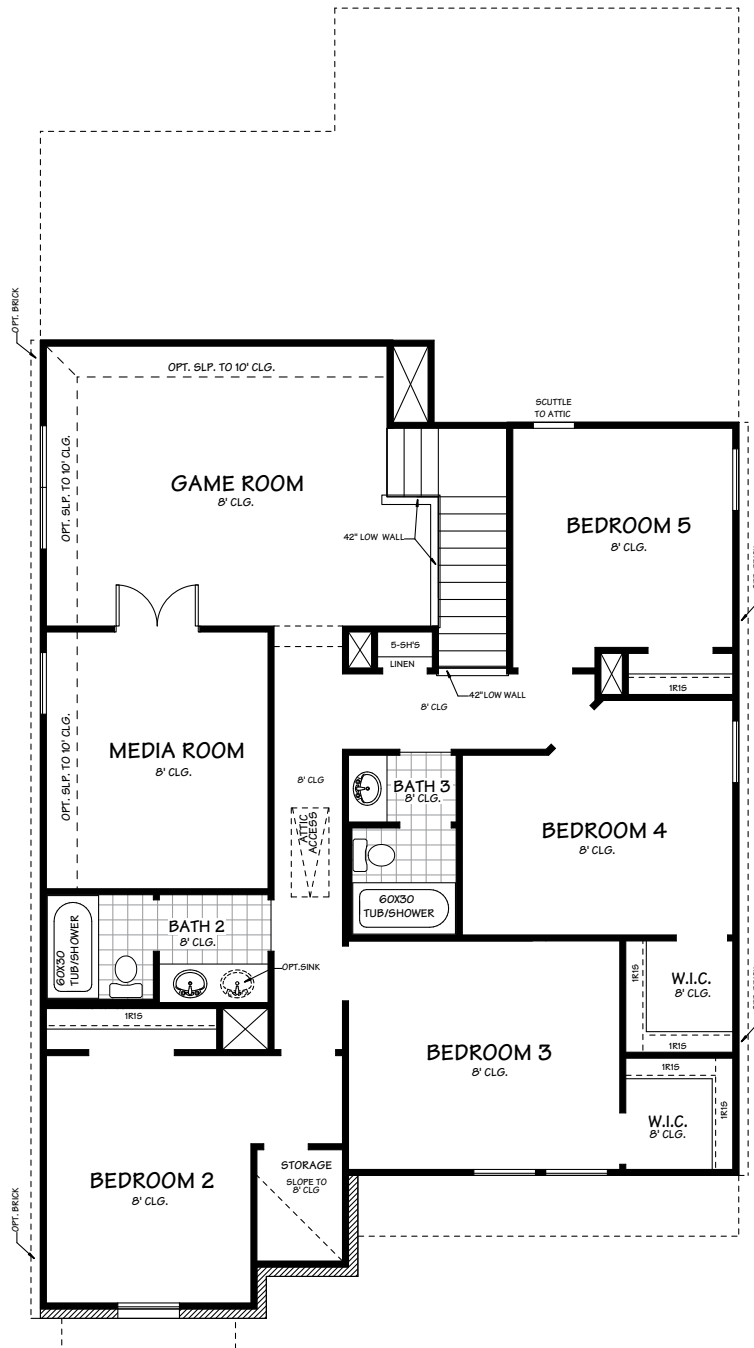 OPT. BRICK
OPT. SLP. TO 10' CLG.
SCUTTLE
TO ATTIC
OPT. SLP. TO 10' CLG.
GAME ROOM
8' CLG.
42" LOW WALL
BEDROOM 5
8' CLG.
5-SH'S
LINEN
42"LOW WALL
8' CLG
1R1S
OPT. SLP. TO 10' CLG.
MEDIA ROOM
8' CLG.
8' CLG
ATTIC
ACCESS
BATH 3
8' CLG.
BEDROOM 4
8' CLG.
60X30
TUB/SHOWER
60X30
TUB/SHOWER
BATH 2
8' CLG.
OPT.SINK
1R1S
W.I.C.
8' CLG.
1R1S
1R1S
BEDROOM 3
8' CLG.
1R1S
1R1S
W.I.C.
8' CLG.
STORAGE
SLOPE TO
8' CLG
BEDROOM 2
8' CLG.
OPT. BRICK